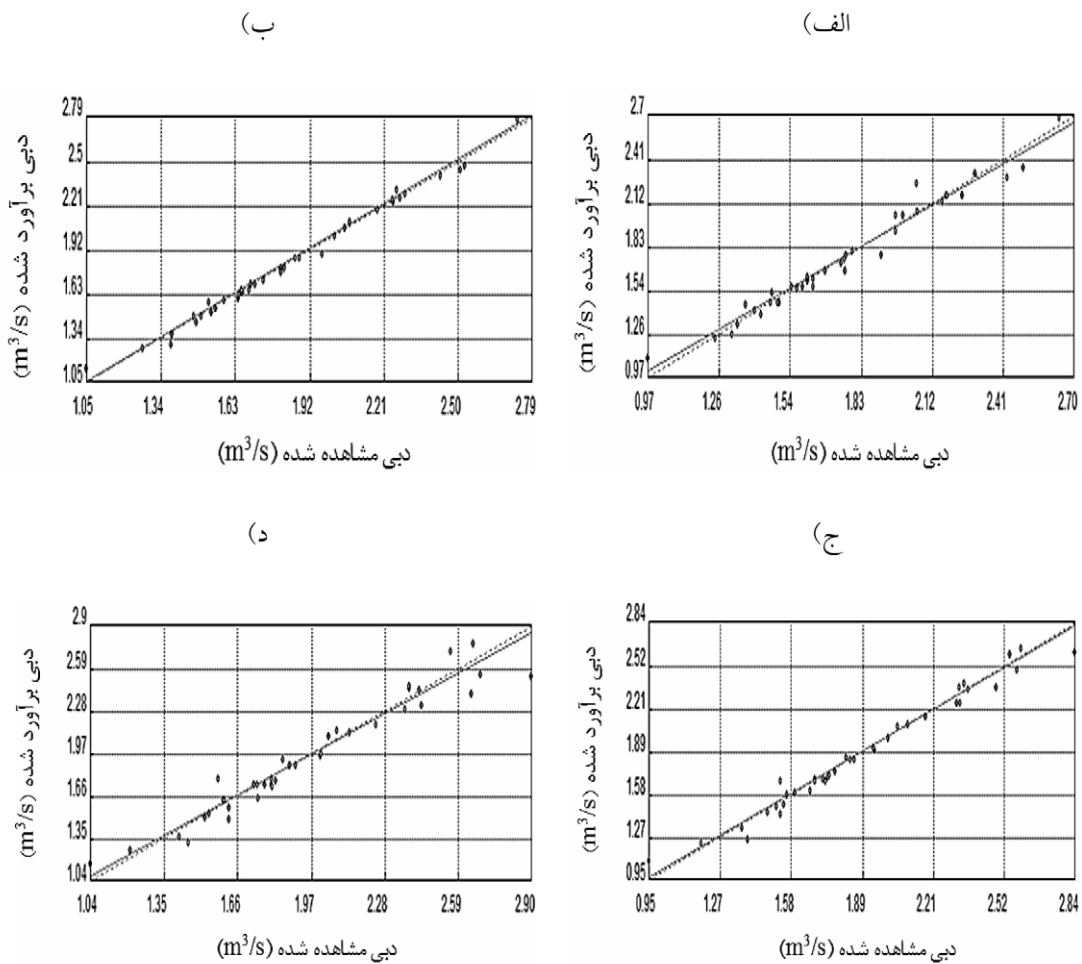 الف)
2.7
2.41
2.12
1.83
1.54
1.26
0.97
0.97 1.26 1.54 1.83 2.12 2.41 2.70
دبی برآورد شده (m³/s)
دبی مشاهده شده (m³/s)
ب)
2.79
2.5
2.21
1.92
1.63
1.34
1.05
1.05 1.34 1.63 1.92 2.21 2.50 2.79
دبی برآورد شده (m³/s)
دبی مشاهده شده (m³/s)
ج)
2.84
2.52
2.21
1.89
1.58
1.27
0.95
0.95 1.27 1.58 1.89 2.21 2.52 2.84
دبی برآورد شده (m³/s)
دبی مشاهده شده (m³/s)
د)
2.9
2.59
2.28
1.97
1.66
1.35
1.04
1.04 1.35 1.66 1.97 2.28 2.59 2.90
دبی برآورد شده (m³/s)
دبی مشاهده شده (m³/s)